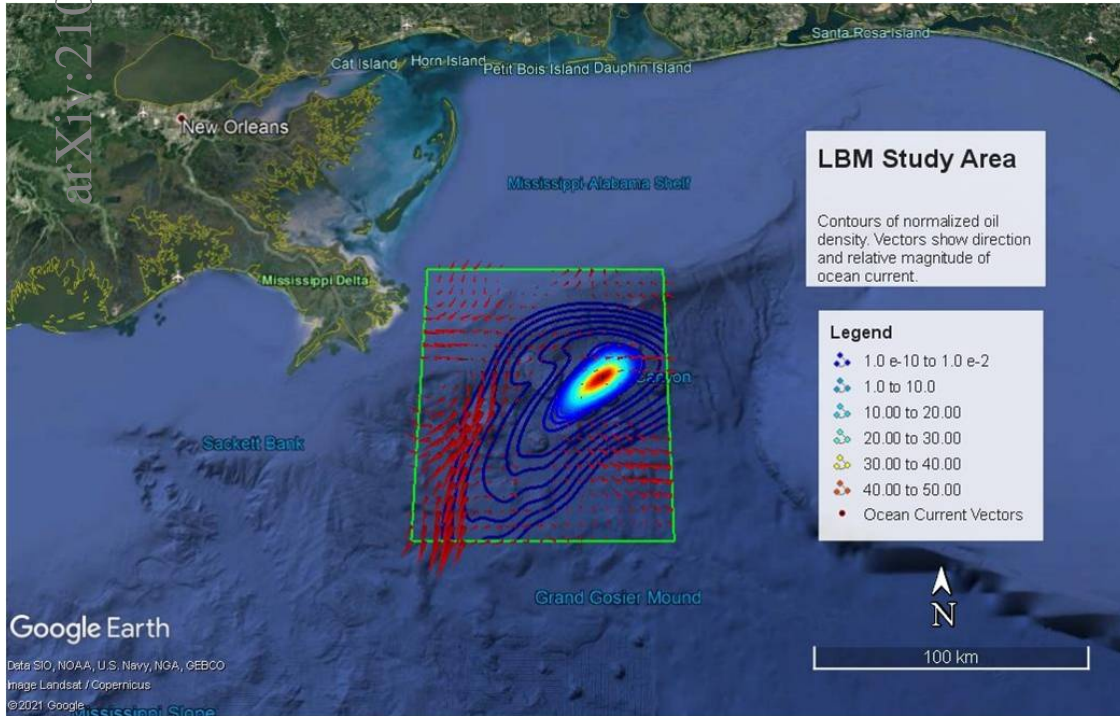 arXiv:210
Santa Rosa Island
Cat Island
Horn Island
Petit Bois Island
Dauphin Island
New Orleans
Mississippi-Alabama Shelf
Mississippi Delta
Canyon
Sackett Bank
Grand Gosier Mound
LBM Study Area
Contours of normalized oil
density. Vectors show direction
and relative magnitude of
ocean current.
Legend
1.0 e-10 to 1.0 e-2
1.0 to 10.0
10.00 to 20.00
20.00 to 30.00
30.00 to 40.00
40.00 to 50.00
Ocean Current Vectors
N
100 km
Google Earth
Data SIO, NOAA, U.S. Navy, NGA, GEBCO
Image Landsat / Copernicus
©2021 Google
Mississippi Slope